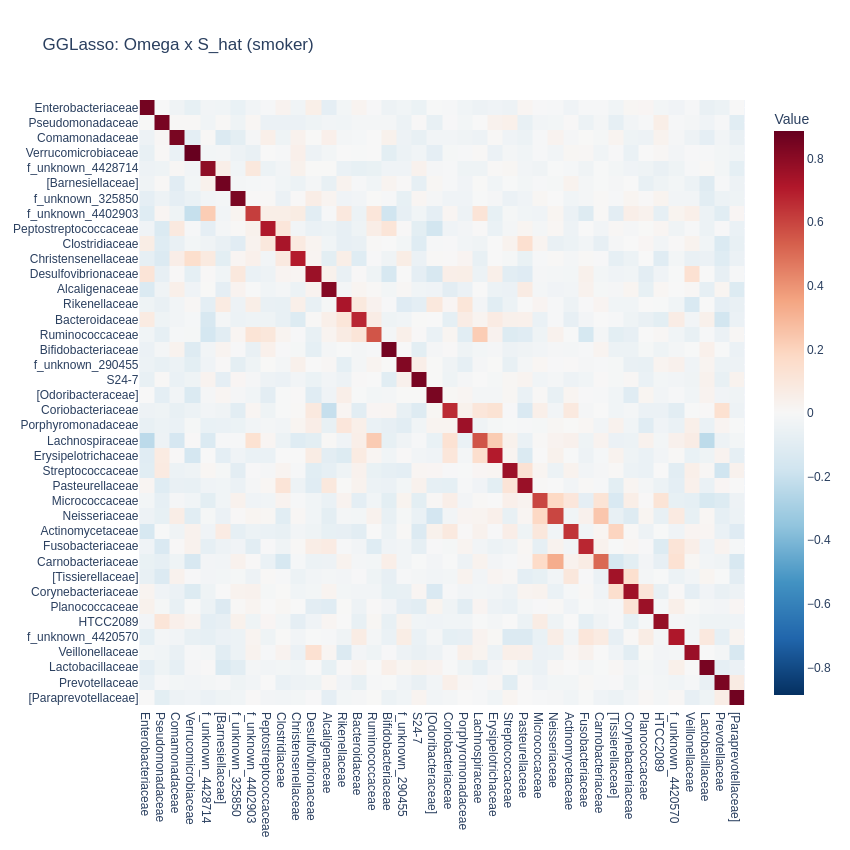 GGLasso: Omega x S_hat (smoker)
Value
Enterobacteriaceae
Pseudomonadaceae
Comamonadaceae
Verrucomicrobiaceae
f_unknown_4428714
[Barnesiellaceae]
f_unknown_325850
f_unknown_4402903
Peptostreptococcaceae
Clostridiaceae
Christensenellaceae
Desulfovibrionaceae
Alcaligenaceae
Rikenellaceae
Bacteroidaceae
Ruminococcaceae
Bifidobacteriaceae
f_unknown_290455
S24-7
[Odoribacteraceae]
Coriobacteriaceae
Porphyromonadaceae
Lachnospiraceae
Erysipelotrichaceae
Streptococcaceae
Pasteurellaceae
Micrococcaceae
Neisseriaceae
Actinomycetaceae
Fusobacteriaceae
Carnobacteriaceae
[Tissierellaceae]
Corynebacteriaceae
Planococcaceae
HTCC2089
f_unknown_4420570
Veillonellaceae
Lactobacillaceae
Prevotellaceae
[Paraprevotellaceae]
0.8
0.6
0.4
0.2
0
−0.2
−0.4
−0.6
−0.8
Enterobacteriaceae
Pseudomonadaceae
Comamonadaceae
Verrucomicrobiaceae
f_unknown_4428714
[Barnesiellaceae]
f_unknown_325850
f_unknown_4402903
Peptostreptococcaceae
Clostridiaceae
Christensenellaceae
Desulfovibrionaceae
Alcaligenaceae
Rikenellaceae
Bacteroidaceae
Ruminococcaceae
Bifidobacteriaceae
f_unknown_290455
S24-7
[Odoribacteraceae]
Coriobacteriaceae
Porphyromonadaceae
Lachnospiraceae
Erysipelotrichaceae
Streptococcaceae
Pasteurellaceae
Micrococcaceae
Neisseriaceae
Actinomycetaceae
Fusobacteriaceae
Carnobacteriaceae
[Tissierellaceae]
Corynebacteriaceae
Planococcaceae
HTCC2089
f_unknown_4420570
Veillonellaceae
Lactobacillaceae
Prevotellaceae
[Paraprevotellaceae]